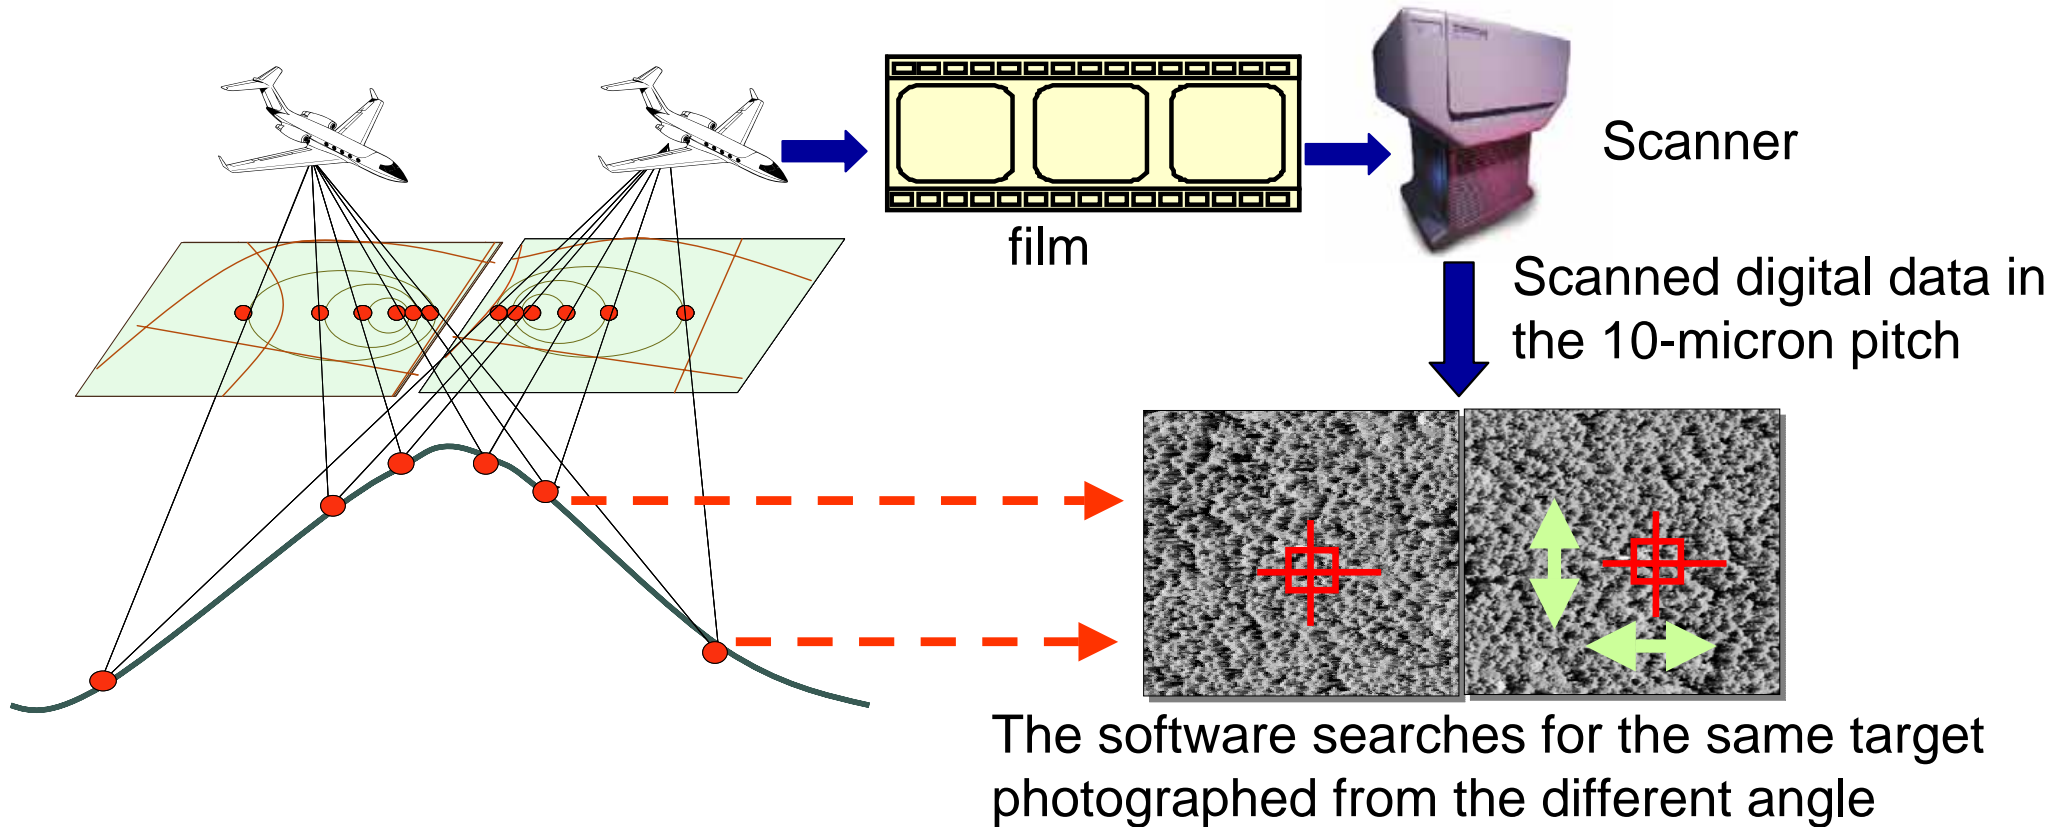 Scanner
film
Scanned digital data in
the 10-micron pitch
The software searches for the same target
photographed from the different angle